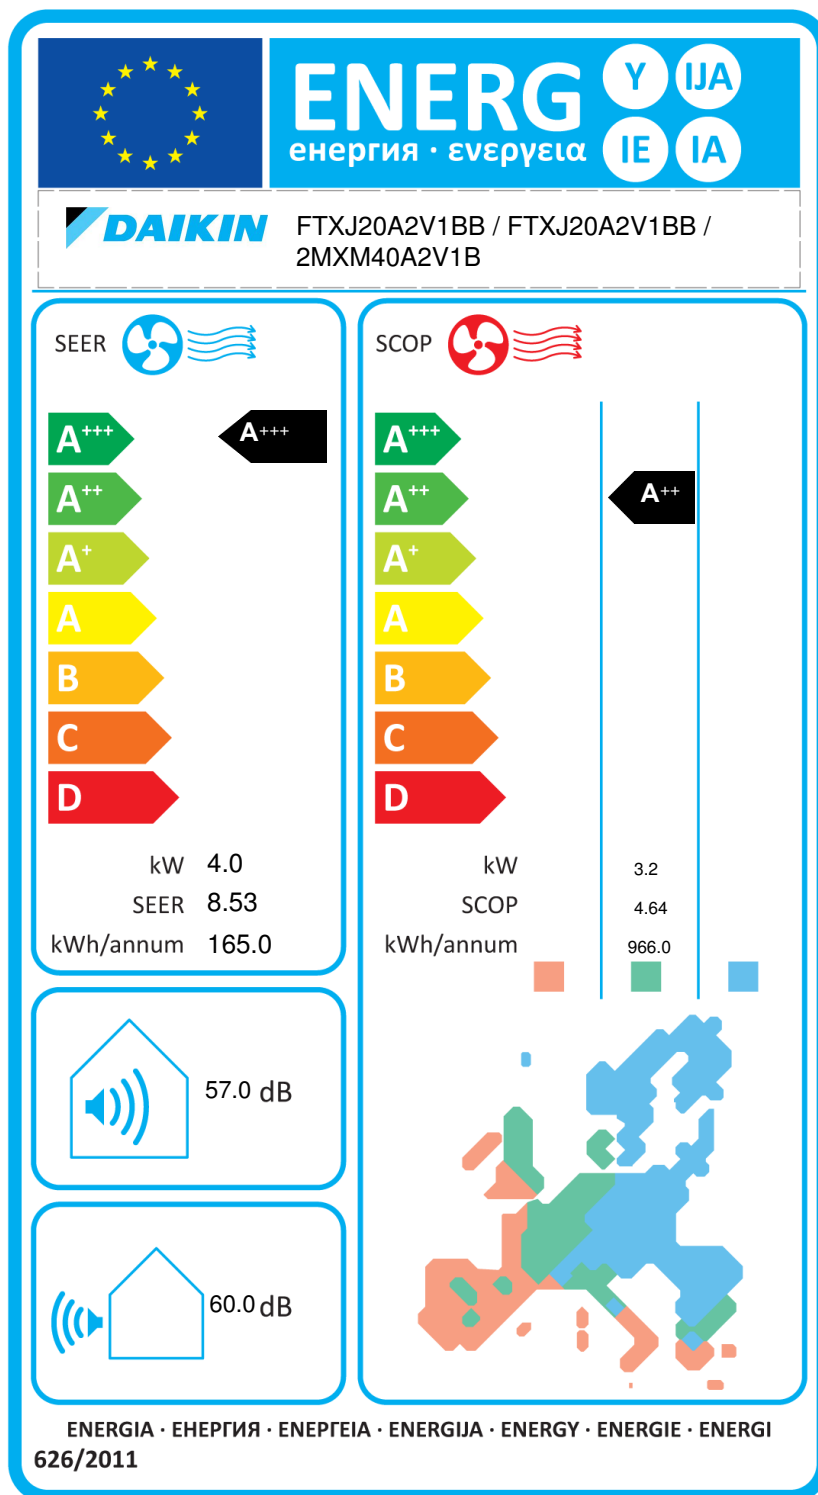 ENERG
енергия · ενεργεια
Y
IJA
IE
IA
DAIKIN
FTXJ20A2V1BB / FTXJ20A2V1BB /
2MXM40A2V1B
SEER
A+++
A+++
A++
A+
A
B
C
D
kW 4.0
SEER 8.53
kWh/annum 165.0
SCOP
A+++
A++
A++
A+
A
B
C
D
kW 3.2
SCOP 4.64
kWh/annum 966.0
57.0 dB
60.0 dB
ENERGIA · ЕНЕРГИЯ · ΕΝΕΡΓΕΙΑ · ENERGIJA · ENERGY · ENERGIE · ENERGI
626/2011